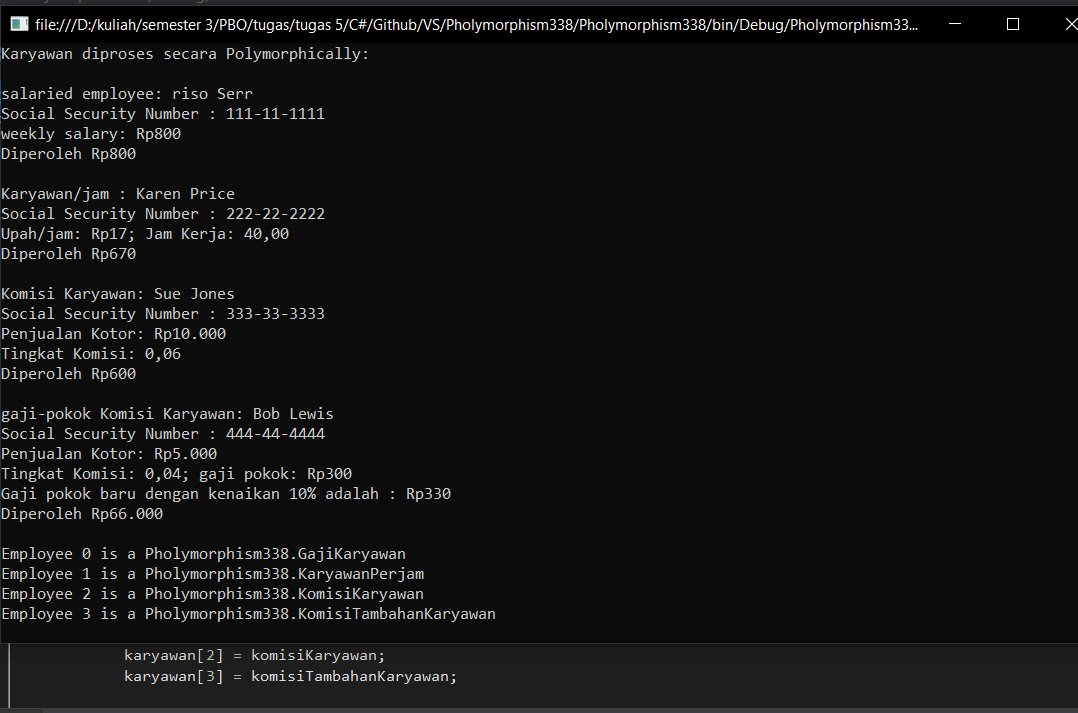 file:///D:/kuliah/semester 3/PBO/tugas/tugas 5/C#/Github/VS/Pholymorphism338/Pholymorphism338/bin/Debug/Pholymorphism33...
Karyawan diproses secara Polymorphically:
salaried employee: riso Serr
Social Security Number : 111-11-1111
weekly salary: Rp800
Diperoleh Rp800
Karyawan/jam : Karen Price
Social Security Number : 222-22-2222
Upah/jam: Rp17; Jam Kerja: 40,00
Diperoleh Rp670
Komisi Karyawan: Sue Jones
Social Security Number : 333-33-3333
Penjualan Kotor: Rp10.000
Tingkat Komisi: 0,06
Diperoleh Rp600
gaji-pokok Komisi Karyawan: Bob Lewis
Social Security Number : 444-44-4444
Penjualan Kotor: Rp5.000
Tingkat Komisi: 0,04; gaji pokok: Rp300
Gaji pokok baru dengan kenaikan 10% adalah : Rp330
Diperoleh Rp66.000
Employee 0 is a Pholymorphism338.GajiKaryawan
Employee 1 is a Pholymorphism338.KaryawanPerjam
Employee 2 is a Pholymorphism338.KomisiKaryawan
Employee 3 is a Pholymorphism338.KomisiTambahanKaryawan
karyawan[2] = komisiKaryawan;
karyawan[3] = komisiTambahanKaryawan;